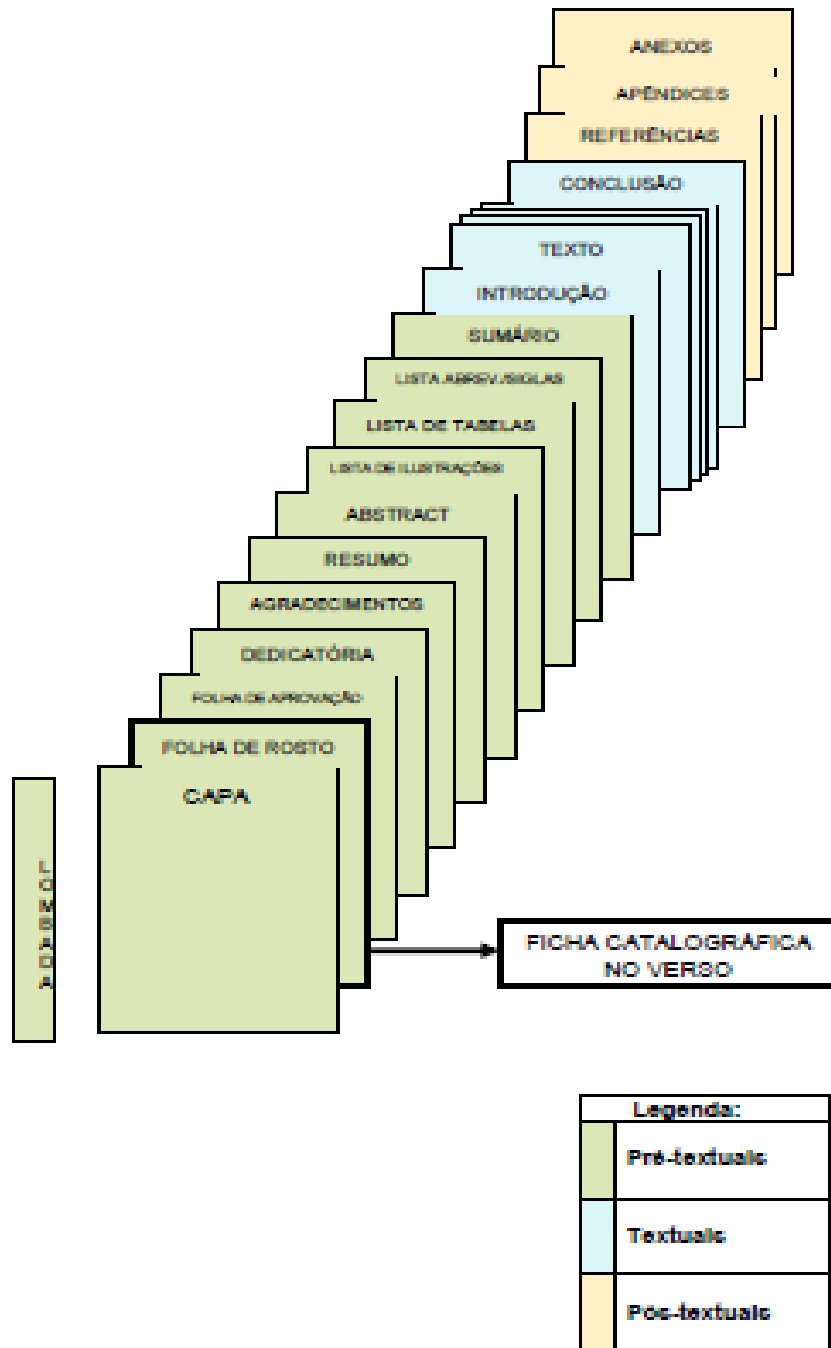 ANEXOS
APÊNDICES
REFERÊNCIAS
CONCLUSÃO
TEXTO
INTRODUÇÃO
SUMÁRIO
LISTA ABREV./SIGLAS
LISTA DE TABELAS
LISTA DE ILUSTRAÇÕES
ABSTRACT
RESUMO
AGRADECIMENTOS
DEDICATÓRIA
FOLHA DE APROVAÇÃO
FOLHA DE ROSTO
CAPA
LOMBADA
FICHA CATALOGRÁFICA
NO VERSO
Legenda:
Pré-textuais
Textuais
Pós-textuais